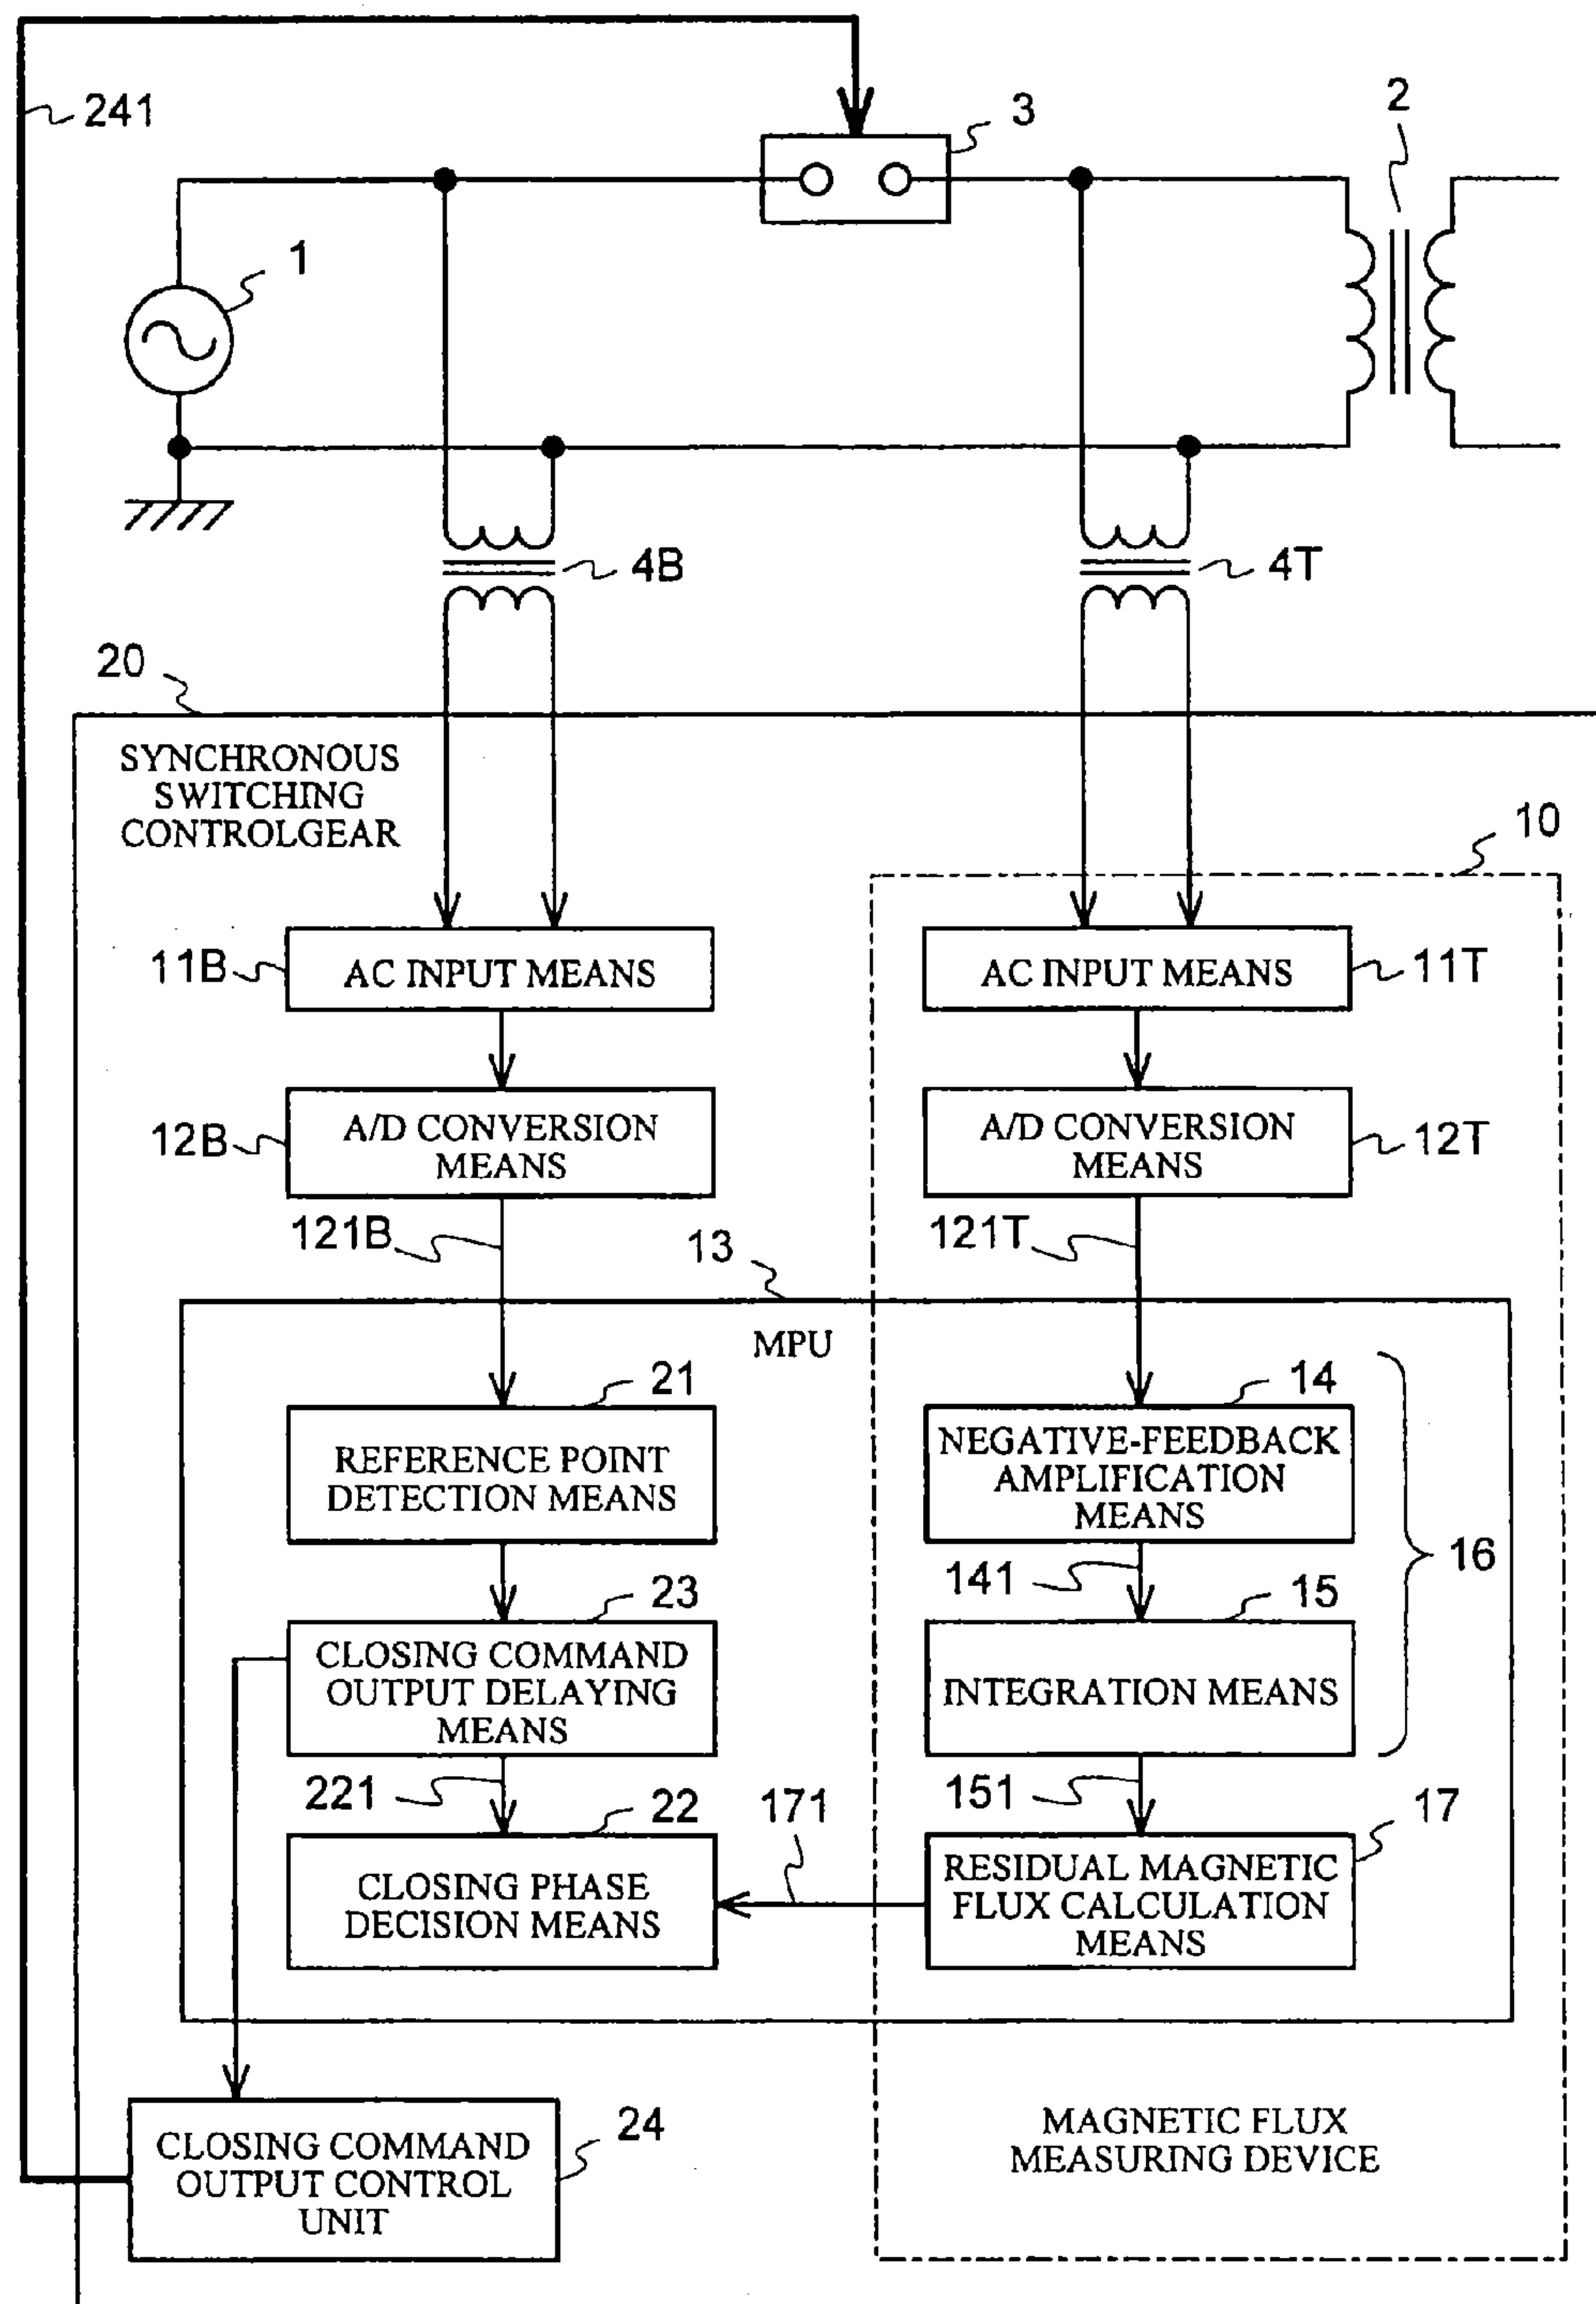 241
3
2
1
4B
4T
20
SYNCHRONOUS
SWITCHING
CONTROLGEAR
10
11B
AC INPUT MEANS
AC INPUT MEANS
11T
12B
A/D CONVERSION
MEANS
A/D CONVERSION
MEANS
12T
121B
13
121T
MPU
21
14
REFERENCE POINT
DETECTION MEANS
NEGATIVE-FEEDBACK
AMPLIFICATION
MEANS
16
23
141
15
CLOSING COMMAND
OUTPUT DELAYING
MEANS
INTEGRATION MEANS
221
22
171
151
17
CLOSING PHASE
DECISION MEANS
RESIDUAL MAGNETIC
FLUX CALCULATION
MEANS
24
CLOSING COMMAND
OUTPUT CONTROL
UNIT
MAGNETIC FLUX
MEASURING DEVICE